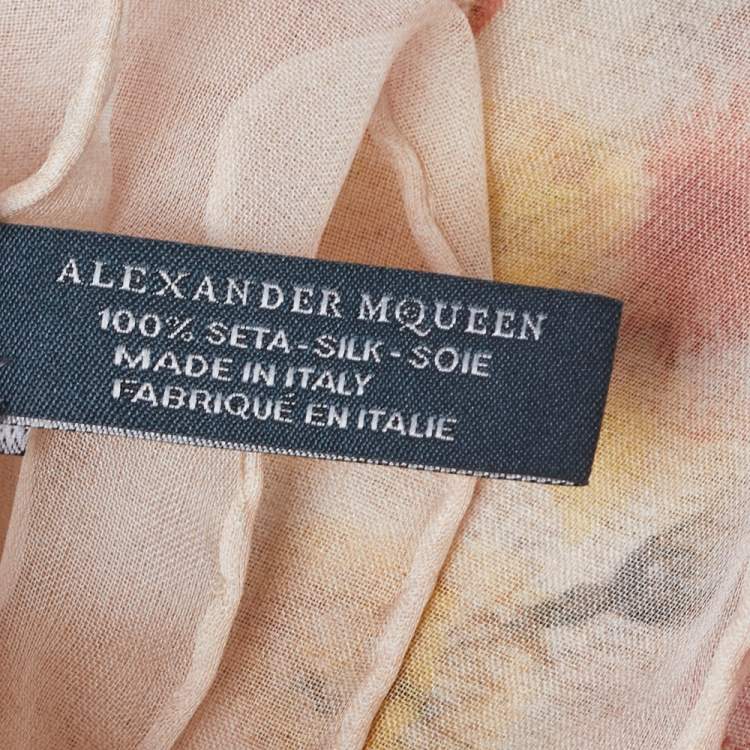 ALEXANDER MQUEEN
100% SETA-SILK-SOIE
MADE IN ITALY
FABRIQUÉ EN ITALIE